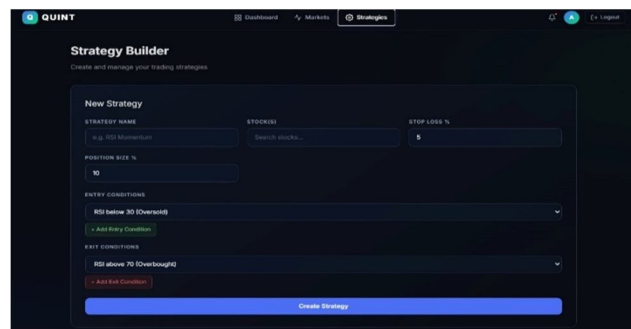 Q QUINT Dashboard Markets Strategies A Logout
Strategy Builder
Create and manage your trading strategies
New Strategy
STRATEGY NAME STOCK(S) STOP LOSS %
e.g. RSI Momentum Search stocks... 5
POSITION SIZE %
10
ENTRY CONDITIONS
RSI below 30 (Oversold)
+ Add Entry Condition
EXIT CONDITIONS
RSI above 70 (Overbought)
+ Add Exit Condition
Create Strategy